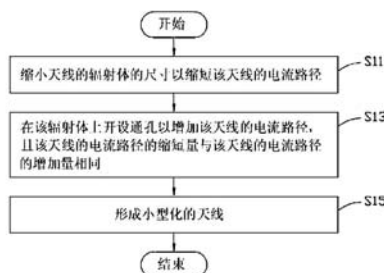 开始
缩小天线的辐射体的尺寸以缩短该天线的电流路径
S11
在该辐射体上开设通孔以增加该天线的电流路径，
且该天线的电流路径的缩短量与该天线的电流路径
的增加量相同
S13
形成小型化的天线
S15
结束